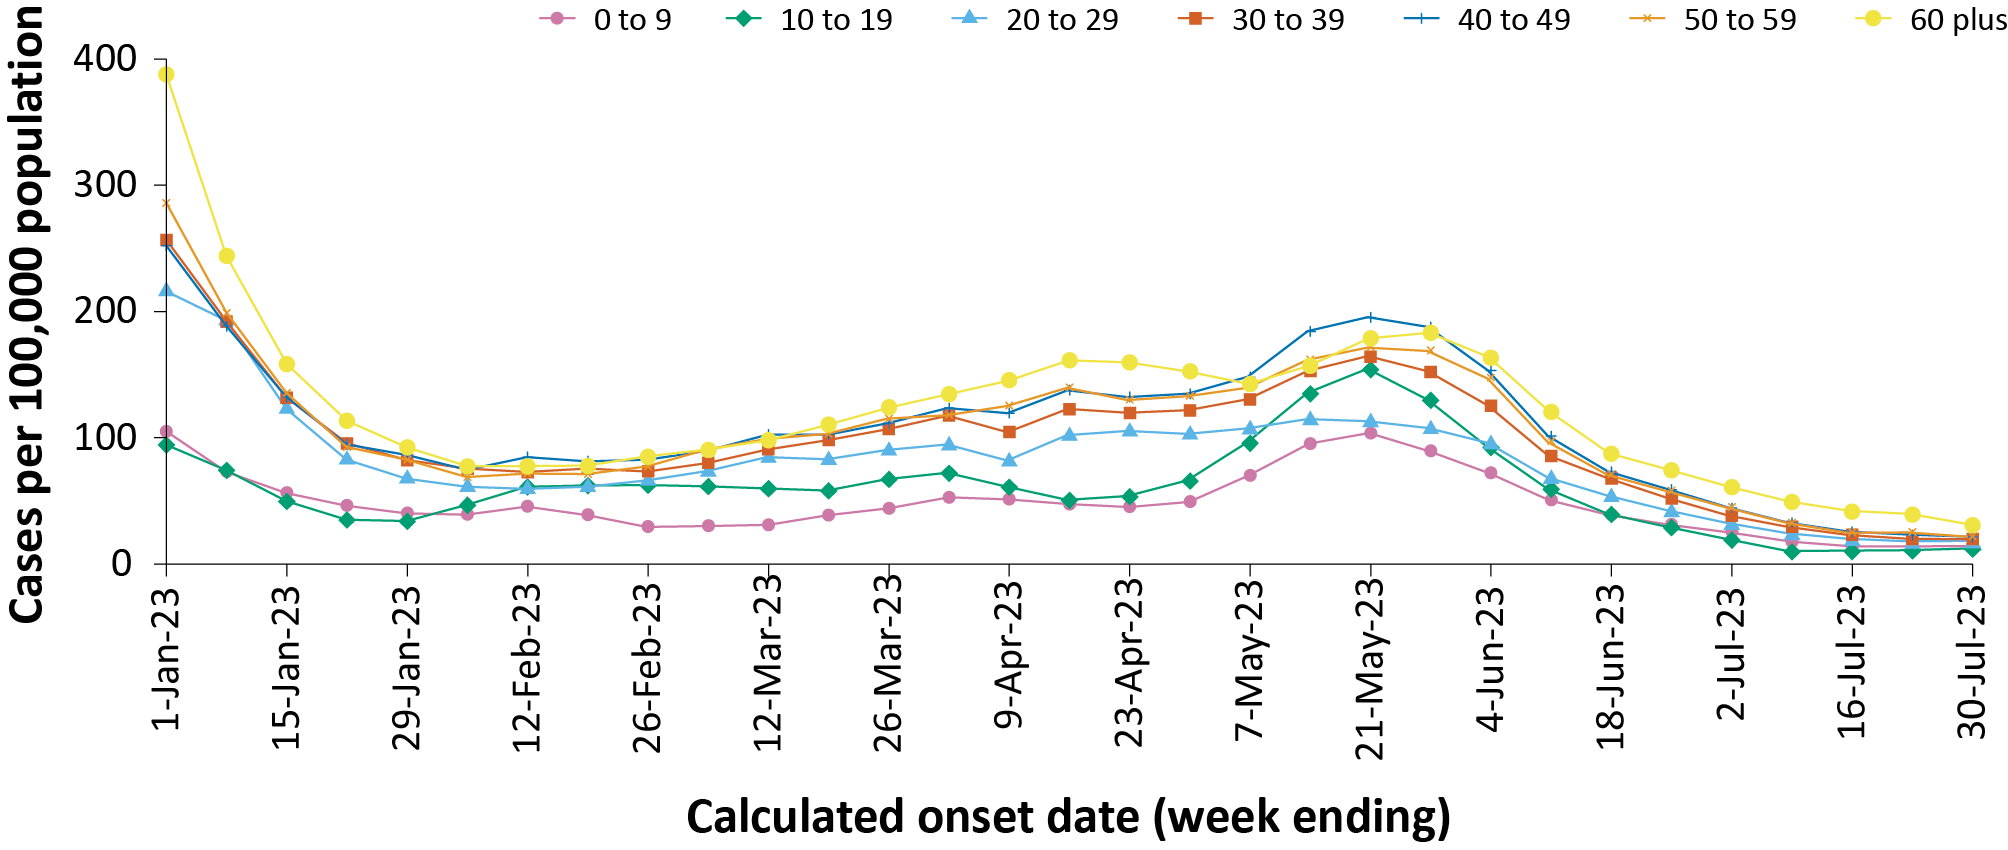 0 to 9 10 to 19 20 to 29 30 to 39 40 to 49 50 to 59 60 plus
Cases per 100,000 population
400
300
200
100
0
1-Jan-23
15-Jan-23
29-Jan-23
12-Feb-23
26-Feb-23
12-Mar-23
26-Mar-23
9-Apr-23
23-Apr-23
7-May-23
21-May-23
4-Jun-23
18-Jun-23
2-Jul-23
16-Jul-23
30-Jul-23
Calculated onset date (week ending)